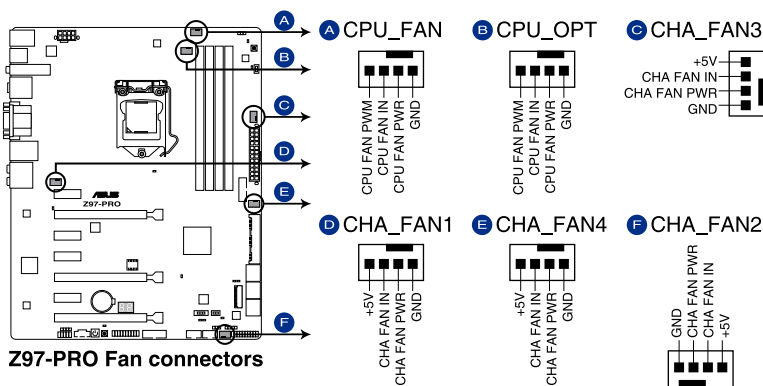 A
B
C
D
E
F
/SUS
Z97-PRO
Z97-PRO Fan connectors
A CPU_FAN
CPU FAN PWM
CPU FAN IN
CPU FAN PWR
GND
B CPU_OPT
CPU FAN PWM
CPU FAN IN
CPU FAN PWR
GND
C CHA_FAN3
+5V
CHA FAN IN
CHA FAN PWR
GND
D CHA_FAN1
+5V
CHA FAN IN
CHA FAN PWR
GND
E CHA_FAN4
+5V
CHA FAN IN
CHA FAN PWR
GND
F CHA_FAN2
GND
CHA FAN PWR
CHA FAN IN
+5V